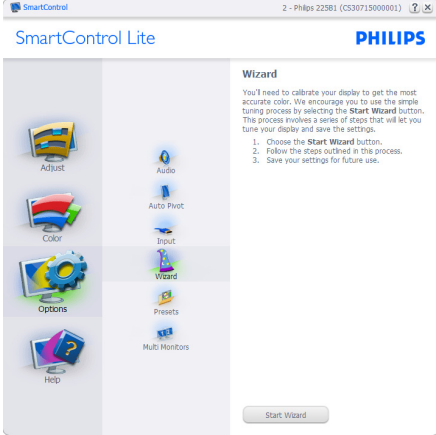 SmartControl
2 - Philips 225B1 (CS30715000001)
SmartControl Lite
PHILIPS
Adjust
Color
Options
Help
Audio
Auto Pivot
Input
Wizard
Presets
Multi Monitors
Wizard
You'll need to calibrate your display to get the most
accurate color. We encourage you to use the simple
tuning process by selecting the Start Wizard button.
This process involves a series of steps that will let you
tune your display and save the settings.
1. Choose the Start Wizard button.
2. Follow the steps outlined in this process.
3. Save your settings for future use.
Start Wizard